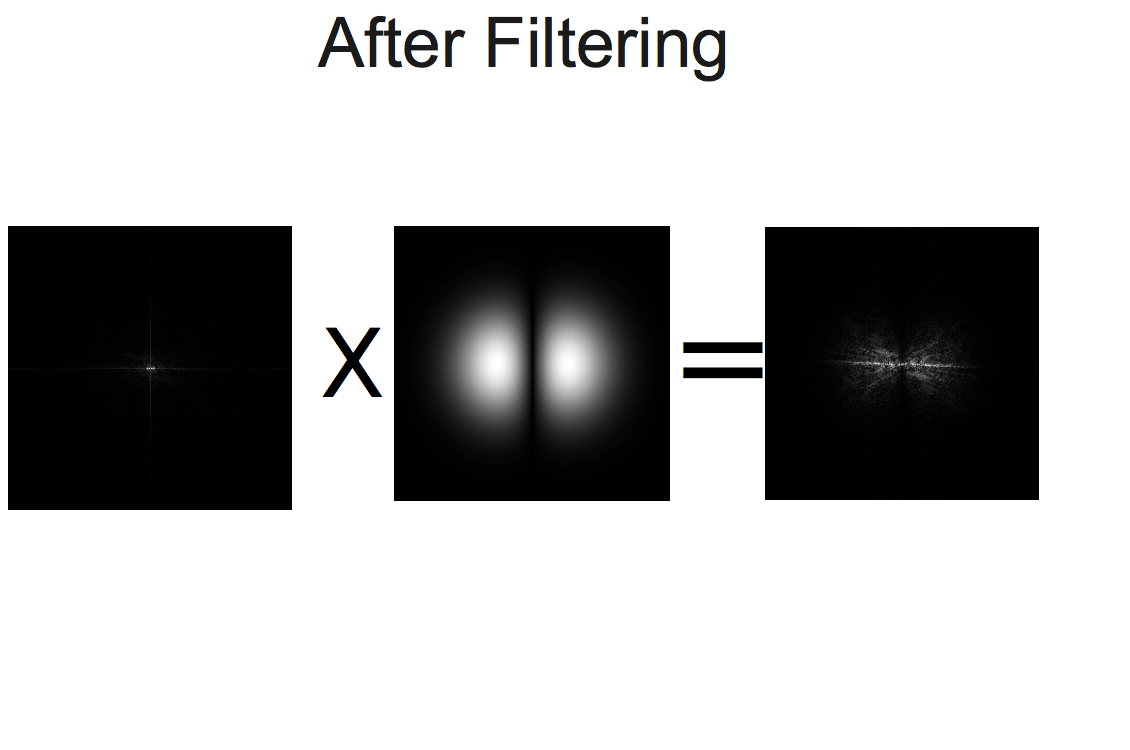 After Filtering
X =